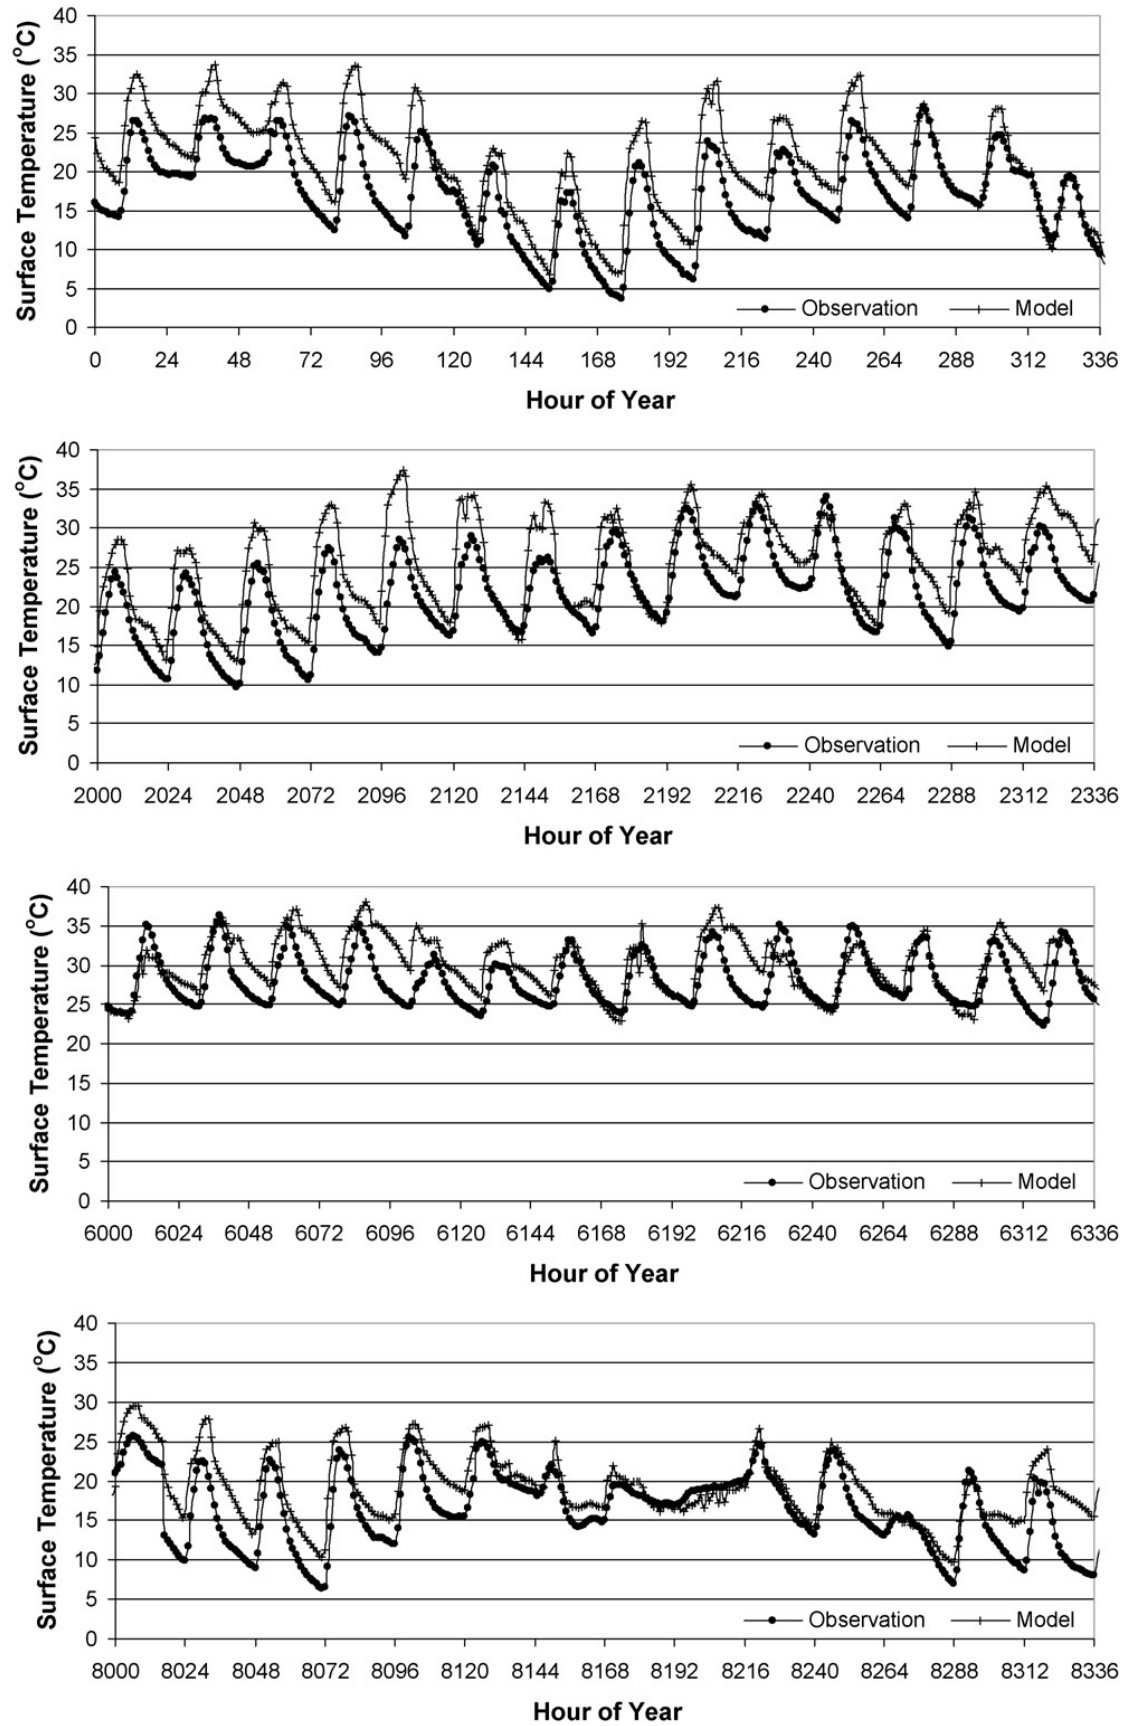 Surface Temperature (°C)
40
35
30
25
20
15
10
5
0
Observation Model
0 24 48 72 96 120 144 168 192 216 240 264 288 312 336
Hour of Year
Surface Temperature (°C)
40
35
30
25
20
15
10
5
0
Observation Model
2000 2024 2048 2072 2096 2120 2144 2168 2192 2216 2240 2264 2288 2312 2336
Hour of Year
Surface Temperature (°C)
40
35
30
25
20
15
10
5
0
Observation Model
6000 6024 6048 6072 6096 6120 6144 6168 6192 6216 6240 6264 6288 6312 6336
Hour of Year
Surface Temperature (°C)
40
35
30
25
20
15
10
5
0
Observation Model
8000 8024 8048 8072 8096 8120 8144 8168 8192 8216 8240 8264 8288 8312 8336
Hour of Year